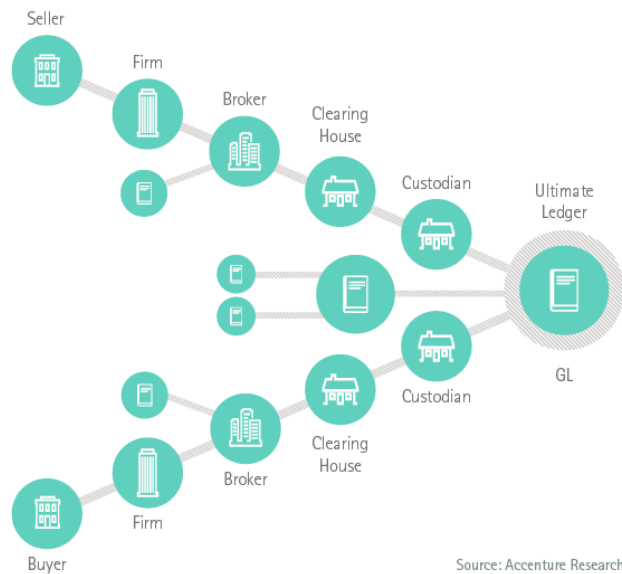 Seller
Firm
Broker
Clearing
House
Custodian
Ultimate
Ledger
GL
Custodian
Clearing
House
Broker
Firm
Buyer
Source: Accenture Research